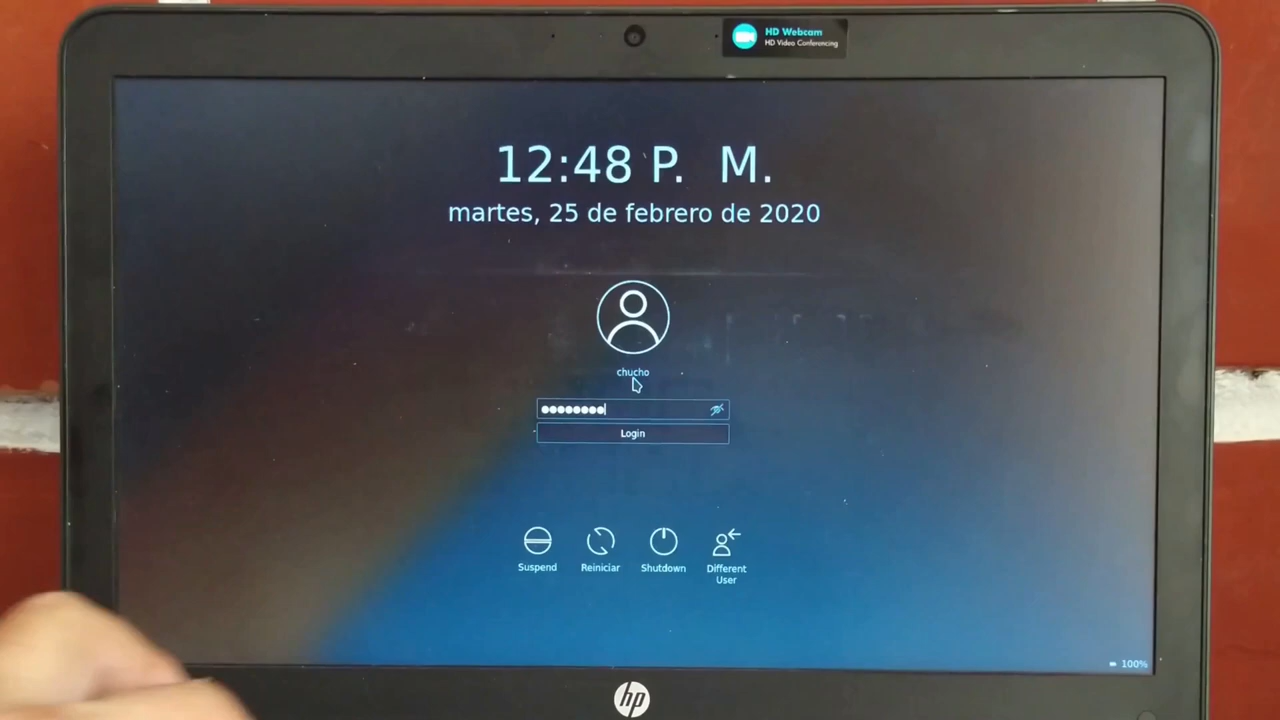 HD Webcam
HD Video Conferencing
12:48 P. M.
martes, 25 de febrero de 2020
chucho
Login
Suspend
Reiniciar
Shutdown
Different
User
100%
hp